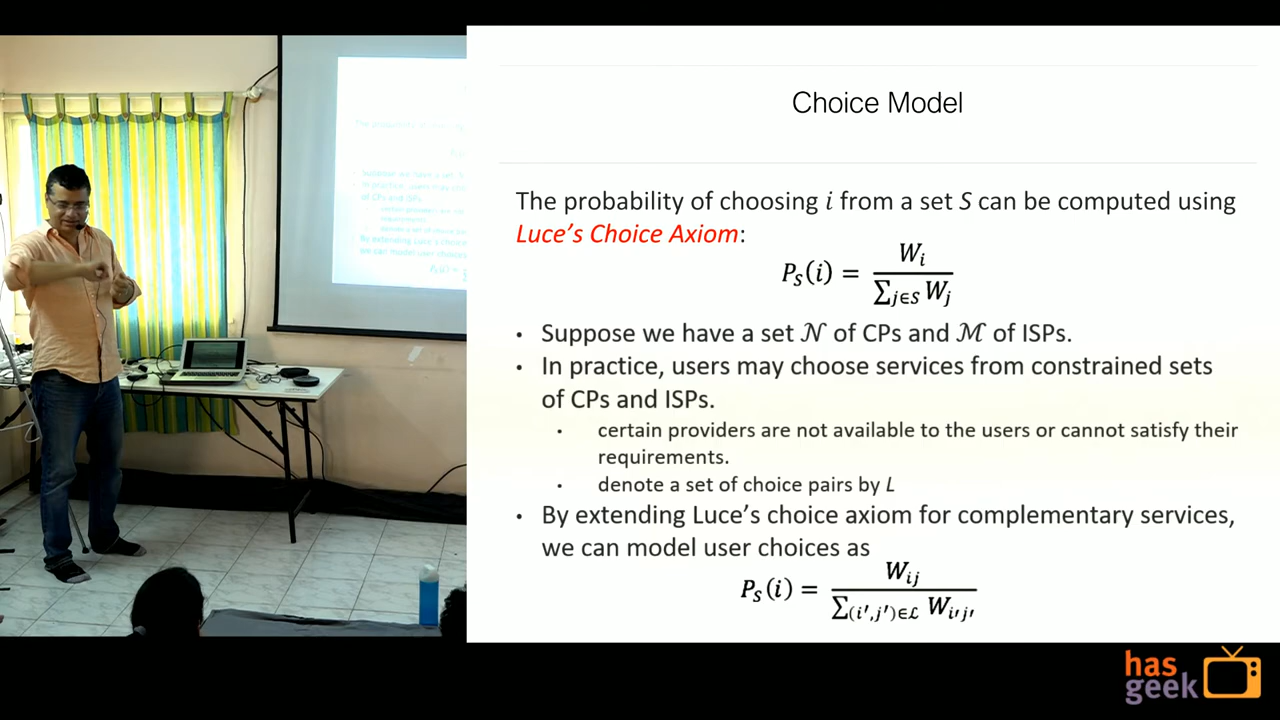 Choice Model
The probability of choosing i from a set S can be computed using
Luce's Choice Axiom:
P_S(i) = W_i / ∑_{j∈S} W_j
• Suppose we have a set 𝒩 of CPs and ℳ of ISPs.
• In practice, users may choose services from constrained sets
of CPs and ISPs.
• certain providers are not available to the users or cannot satisfy their
requirements.
• denote a set of choice pairs by L
• By extending Luce's choice axiom for complementary services,
we can model user choices as
P_S(i) = W_{ij} / ∑_{(i′,j′)∈ℒ} W_{i′j′}
has
geek